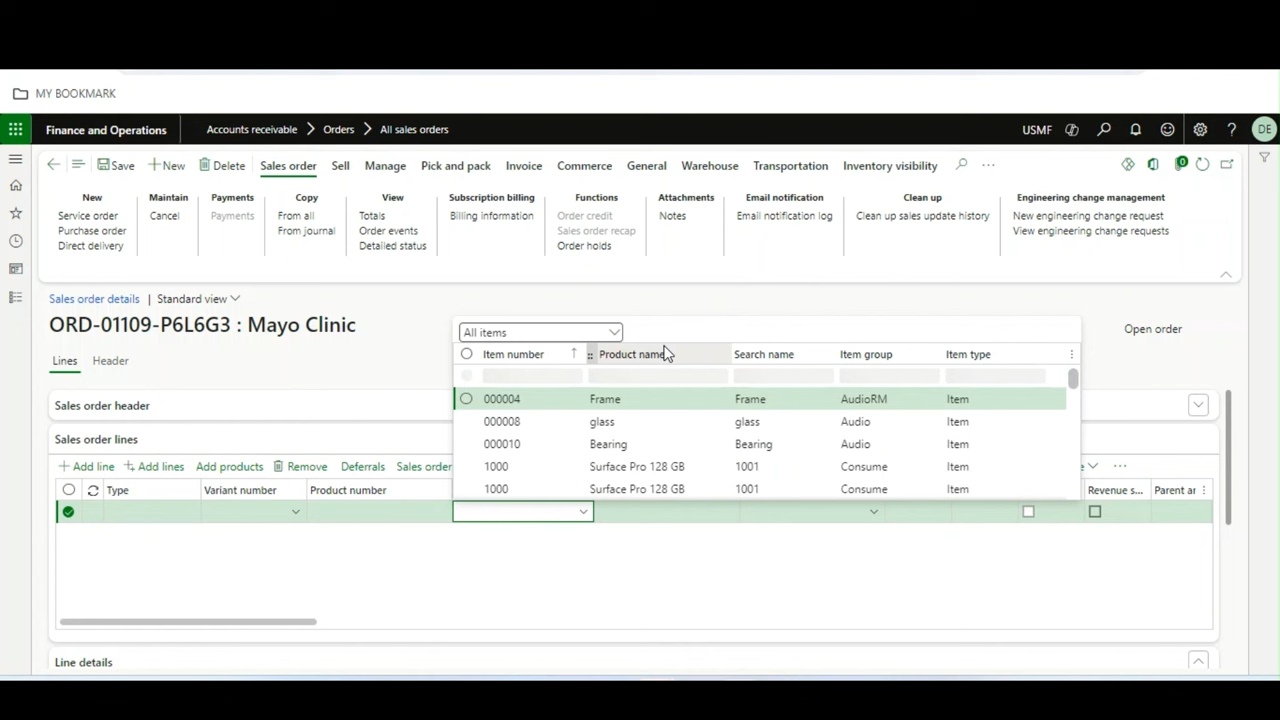 MY BOOKMARK
Finance and Operations Accounts receivable Orders All sales orders USMF DE
Save New Delete Sales order Sell Manage Pick and pack Invoice Commerce General Warehouse Transportation Inventory visibility 0
New Maintain Payments Copy View Subscription billing Functions Attachments Email notification Clean up Engineering change management
Service order Cancel Payments From all Totals Billing information Order credit Notes Email notification log Clean up sales update history New engineering change request
Purchase order From journal Order events Sales order recap View engineering change requests
Direct delivery Detailed status Order holds
Sales order details | Standard view
ORD-01109-P6L6G3 : Mayo Clinic
All items
Open order
Item number Product name Search name Item group Item type
Lines Header
000004 Frame Frame AudioRM Item
Sales order header
000008 glass glass Audio Item
Sales order lines
000010 Bearing Bearing Audio Item
Add line Add lines Add products Remove Deferrals Sales order
1000 Surface Pro 128 GB 1001 Consume Item
Type Variant number Product number
1000 Surface Pro 128 GB 1001 Consume Item
Revenue s... Parent ar
Line details